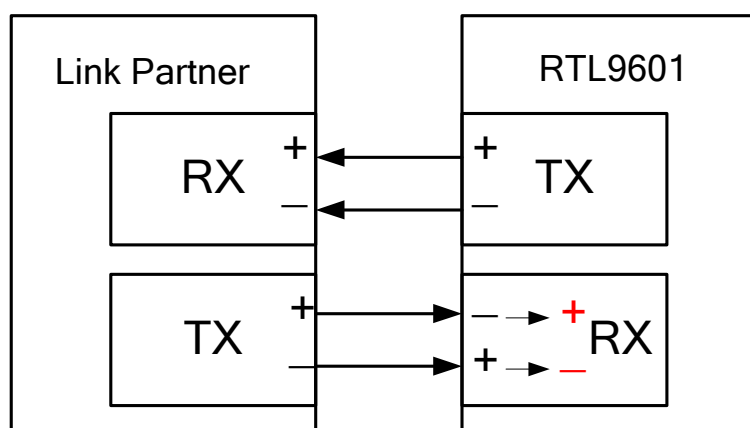 Link Partner RTL9601
RX + + TX
− −
TX + − + RX
− + −